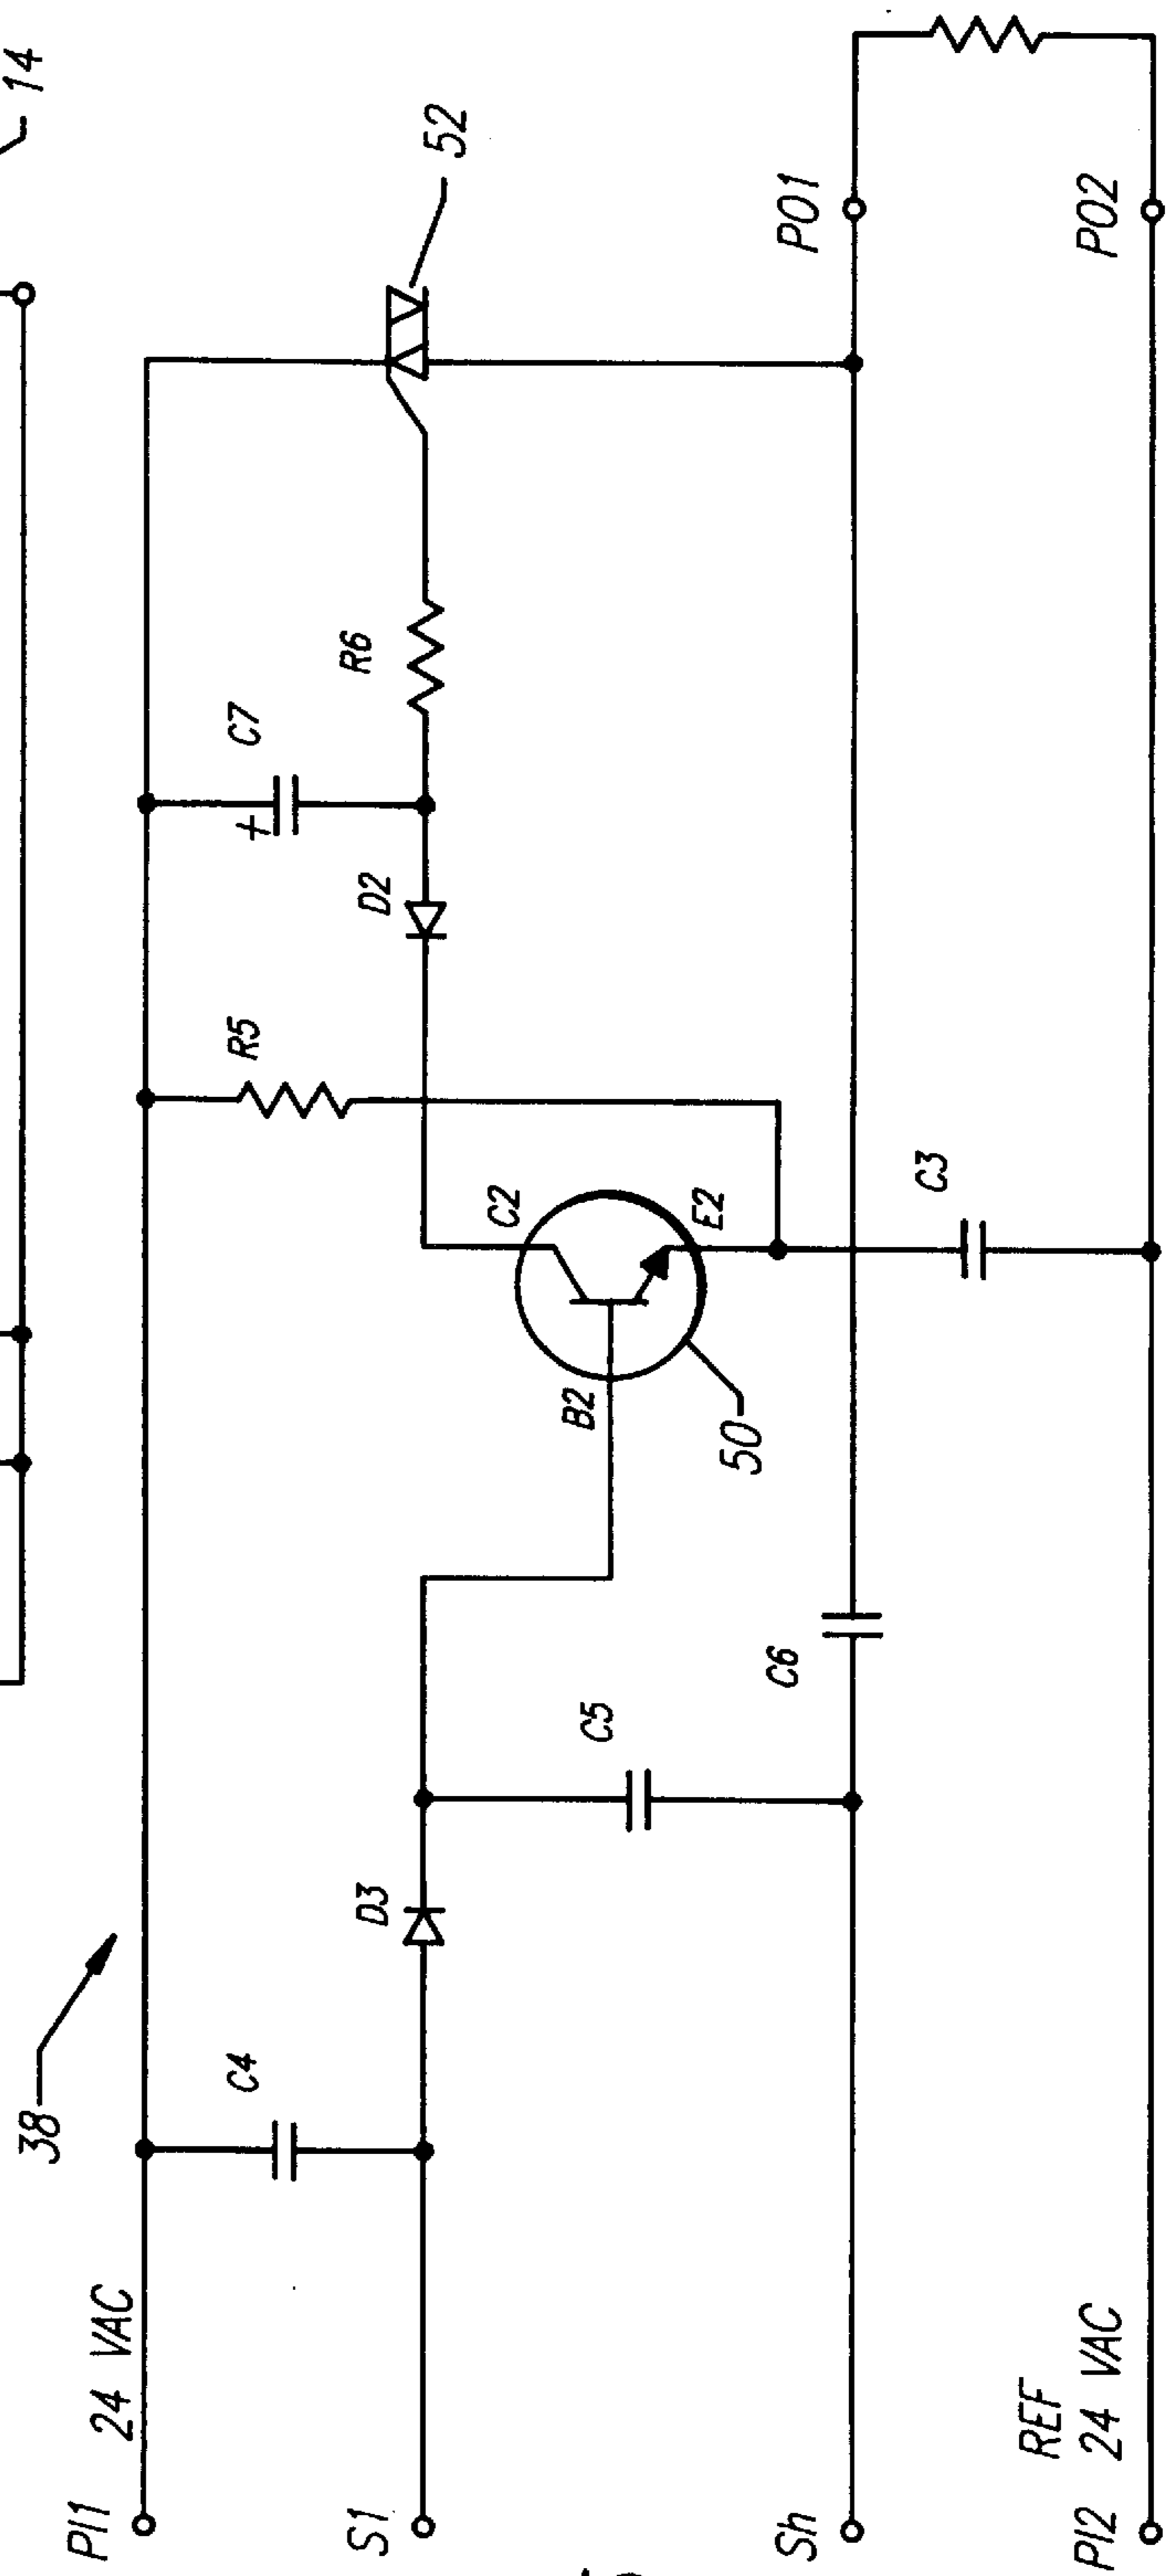 14
38
PI1 24 VAC
C4
R5
C7
R6
52
S1
D3
D2
C5
B2
C2
E2
50
C6
C3
Sh
PO1
REF
PI2 24 VAC
PO2